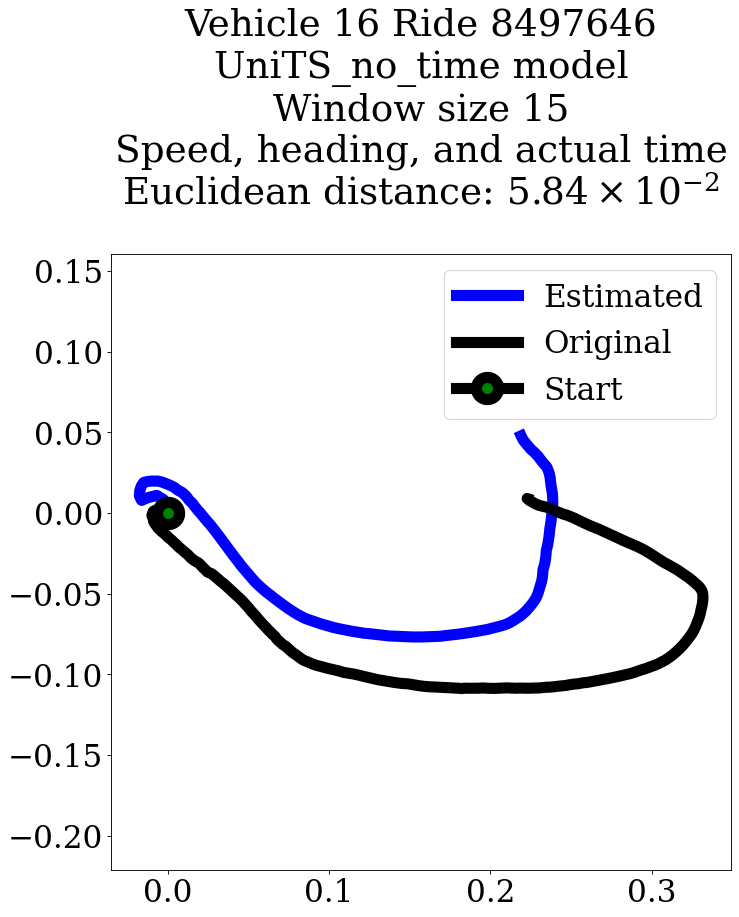 Vehicle 16 Ride 8497646
UniTS_no_time model
Window size 15
Speed, heading, and actual time
Euclidean distance: 5.84 × 10⁻²
Estimated
Original
Start
0.15
0.10
0.05
0.00
−0.05
−0.10
−0.15
−0.20
0.0 0.1 0.2 0.3